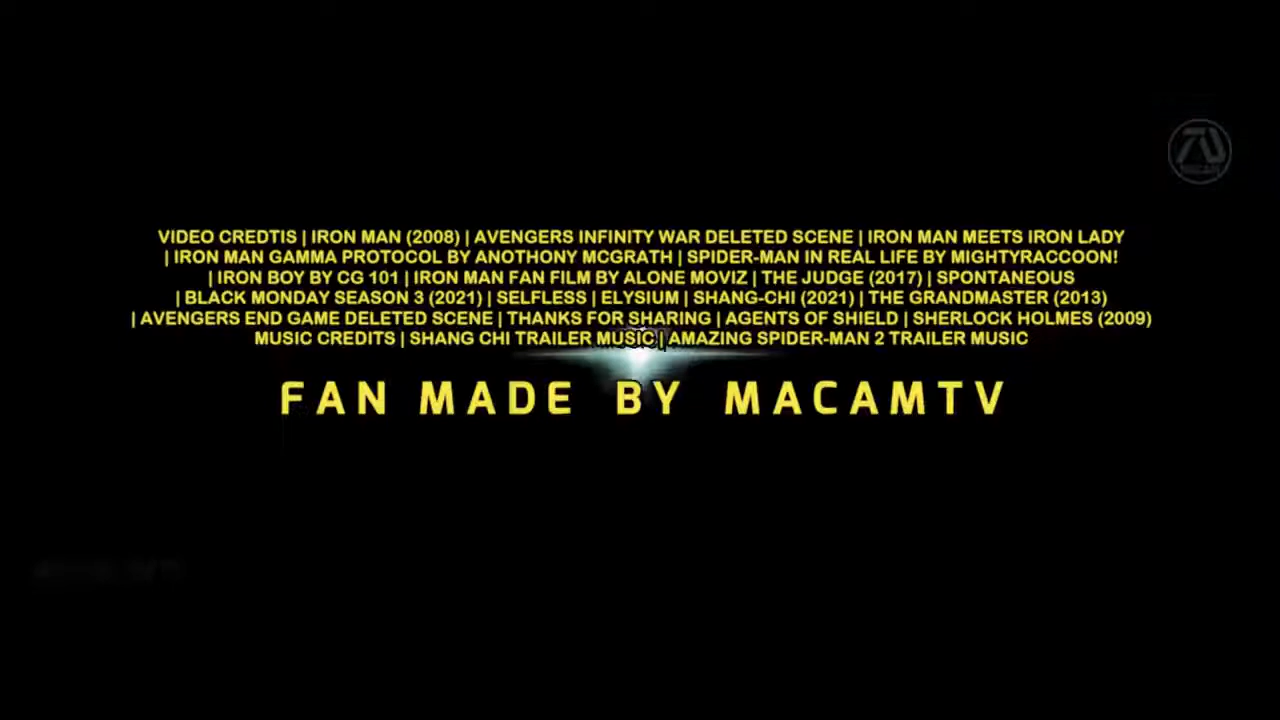 VIDEO CREDTIS | IRON MAN (2008) | AVENGERS INFINITY WAR DELETED SCENE | IRON MAN MEETS IRON LADY
| IRON MAN GAMMA PROTOCOL BY ANOTHONY MCGRATH | SPIDER-MAN IN REAL LIFE BY MIGHTYRACCOON!
| IRON BOY BY CG 101 | IRON MAN FAN FILM BY ALONE MOVIZ | THE JUDGE (2017) | SPONTANEOUS
| BLACK MONDAY SEASON 3 (2021) | SELFLESS | ELYSIUM | SHANG-CHI (2021) | THE GRANDMASTER (2013)
| AVENGERS END GAME DELETED SCENE | THANKS FOR SHARING | AGENTS OF SHIELD | SHERLOCK HOLMES (2009)
MUSIC CREDITS | SHANG CHI TRAILER MUSIC | AMAZING SPIDER-MAN 2 TRAILER MUSIC
FAN MADE BY MACAMTV